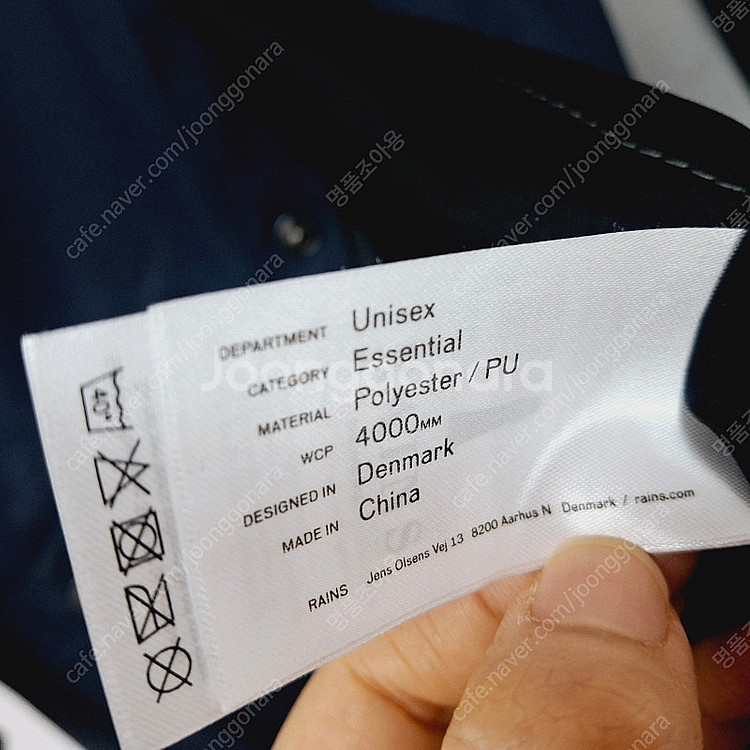 DEPARTMENT Unisex
CATEGORY Essential
MATERIAL Polyester / PU
WCP 4000MM
DESIGNED IN Denmark
MADE IN China
RAINS Jens Olsens Vej 13 8200 Aarhus N Denmark / rains.com
40°
Joonggonara
cafe.naver.com/joonggonara
명품조아용